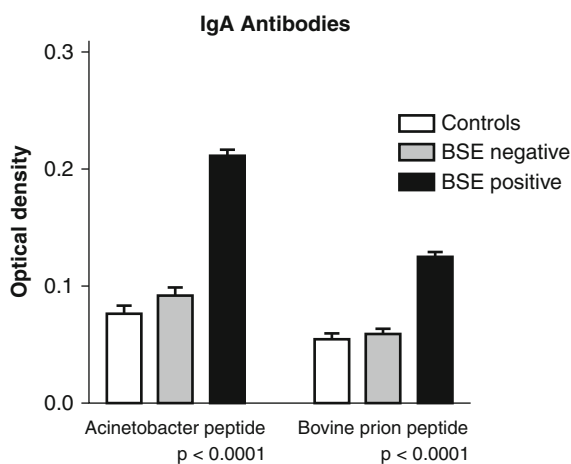 IgA Antibodies
Optical density
0.3
0.2
0.1
0.0
Controls
BSE negative
BSE positive
Acinetobacter peptide
p < 0.0001
Bovine prion peptide
p < 0.0001